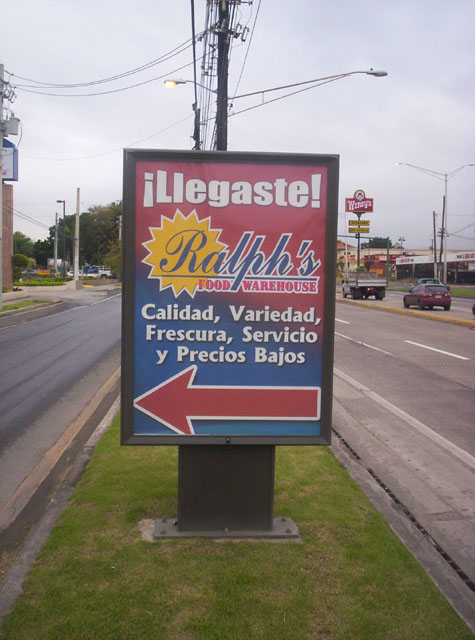 ¡Llegaste!
Ralph's
FOOD WAREHOUSE
Calidad, Variedad,
Frescura, Servicio
y Precios Bajos
Wendy's